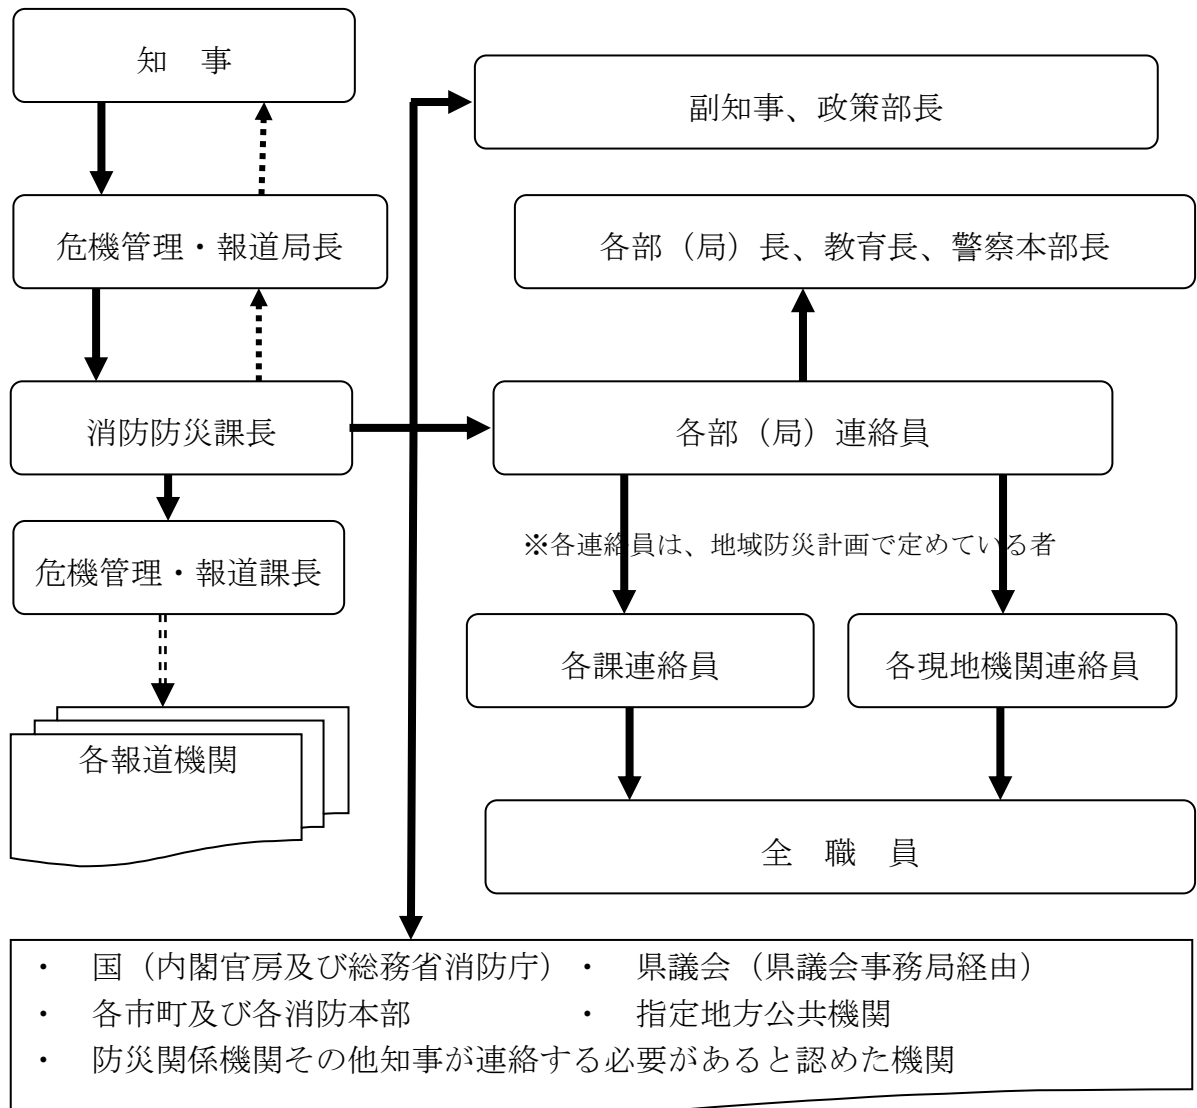 知　事
副知事、政策部長
危機管理・報道局長
各部（局）長、教育長、警察本部長
消防防災課長
各部（局）連絡員
※各連絡員は、地域防災計画で定めている者
危機管理・報道課長
各課連絡員
各現地機関連絡員
各報道機関
全　職　員
・　国（内閣官房及び総務省消防庁）・　県議会（県議会事務局経由）
・　各市町及び各消防本部　　　　　・　指定地方公共機関
・　防災関係機関その他知事が連絡する必要があると認めた機関